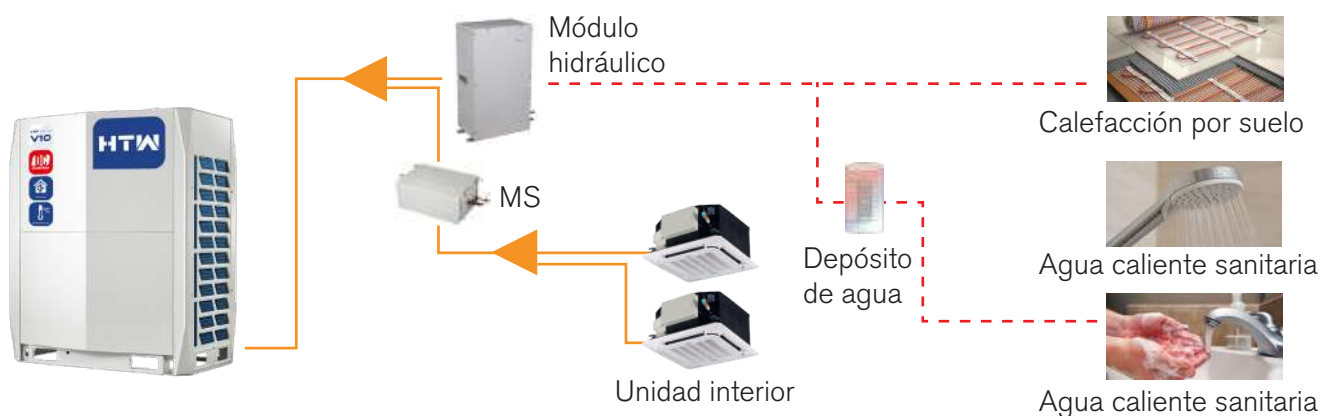 Módulo
hidráulico
V10
HTW
Calefacción por suelo
MS
Depósito
de agua
Agua caliente sanitaria
Unidad interior
Agua caliente sanitaria